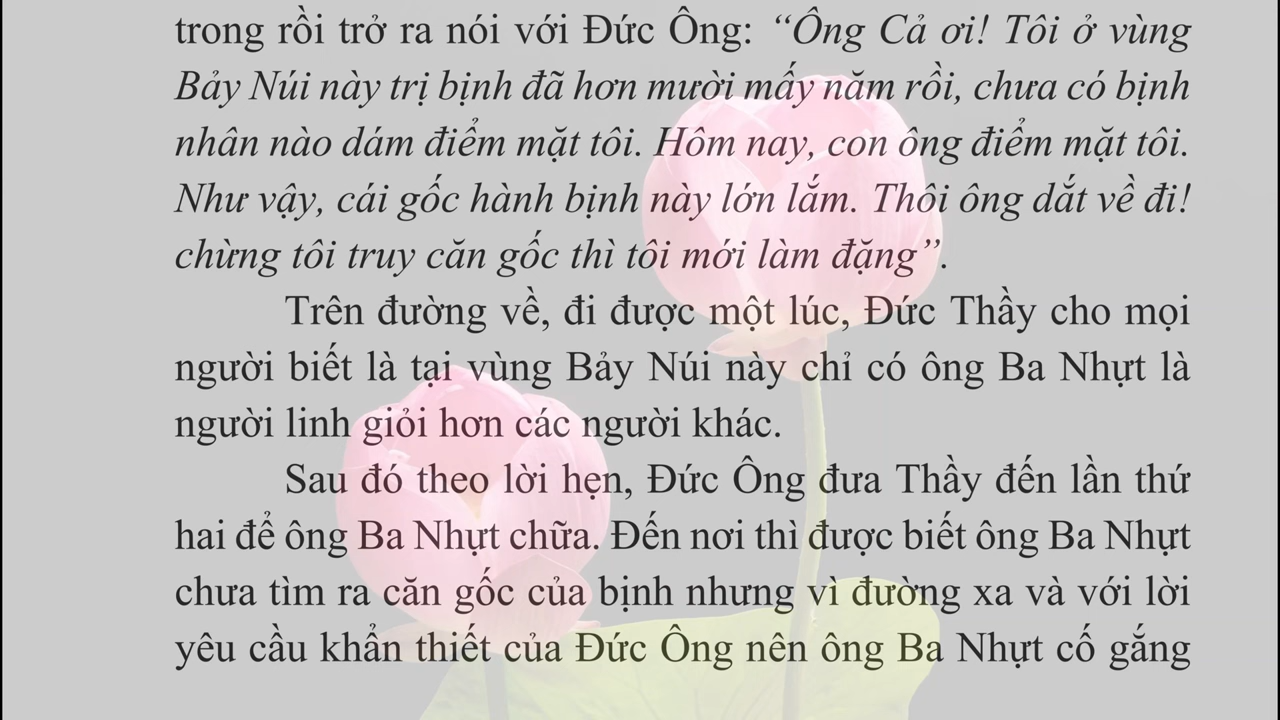 trong rồi trở ra nói với Đức Ông: “Ông Cả ơi! Tôi ở vùng
Bảy Núi này trị bịnh đã hơn mười mấy năm rồi, chưa có bịnh
nhân nào dám điểm mặt tôi. Hôm nay, con ông điểm mặt tôi.
Như vậy, cái gốc hành bịnh này lớn lắm. Thôi ông dắt về đi!
chừng tôi truy căn gốc thì tôi mới làm đặng”.
Trên đường về, đi được một lúc, Đức Thầy cho mọi
người biết là tại vùng Bảy Núi này chỉ có ông Ba Nhựt là
người linh giỏi hơn các người khác.
Sau đó theo lời hẹn, Đức Ông đưa Thầy đến lần thứ
hai để ông Ba Nhựt chữa. Đến nơi thì được biết ông Ba Nhựt
chưa tìm ra căn gốc của bịnh nhưng vì đường xa và với lời
yêu cầu khẩn thiết của Đức Ông nên ông Ba Nhựt cố gắng